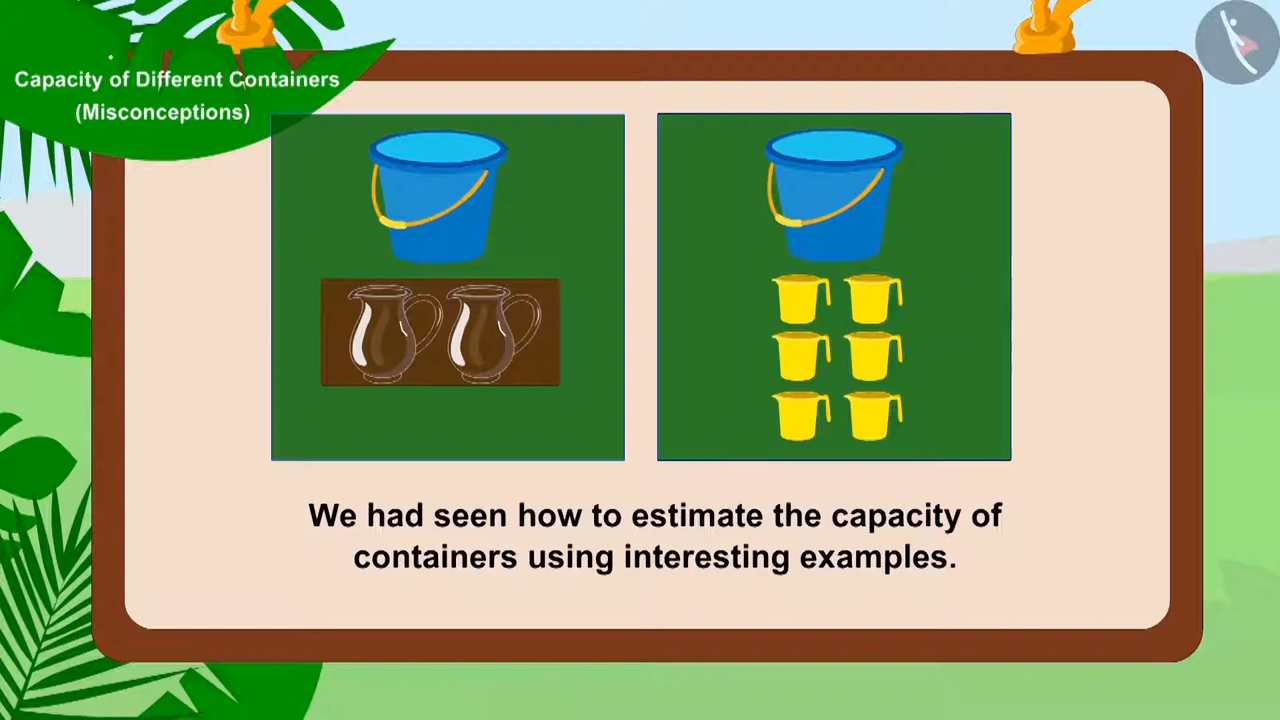 Capacity of Different Containers
(Misconceptions)
We had seen how to estimate the capacity of
containers using interesting examples.